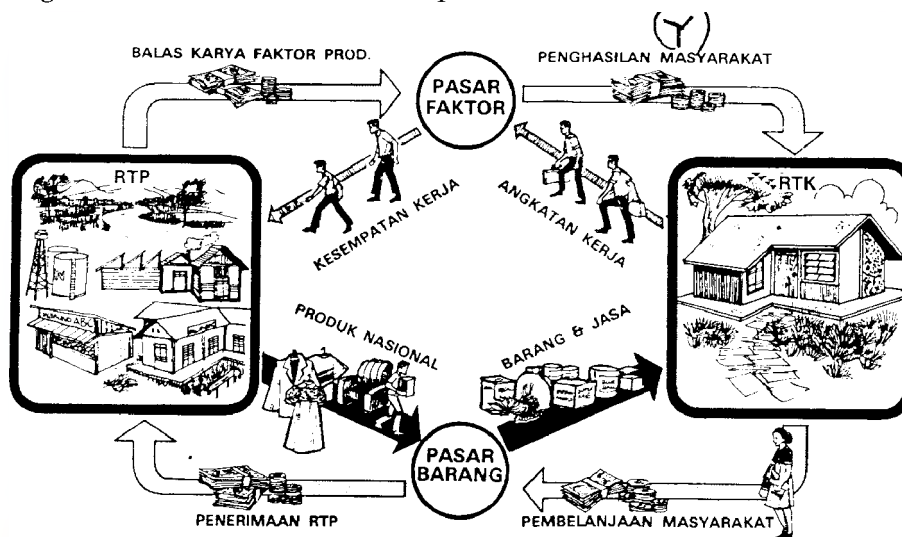 (Y)
BALAS KARYA FAKTOR PROD.
PENGHASILAN MASYARAKAT
PASAR
FAKTOR
RTP
RTK
KESEMPATAN KERJA
ANGKATAN KERJA
PRODUK NASIONAL
BARANG & JASA
PASAR
BARANG
PENERIMAAN RTP
PEMBELANJAAN MASYARAKAT